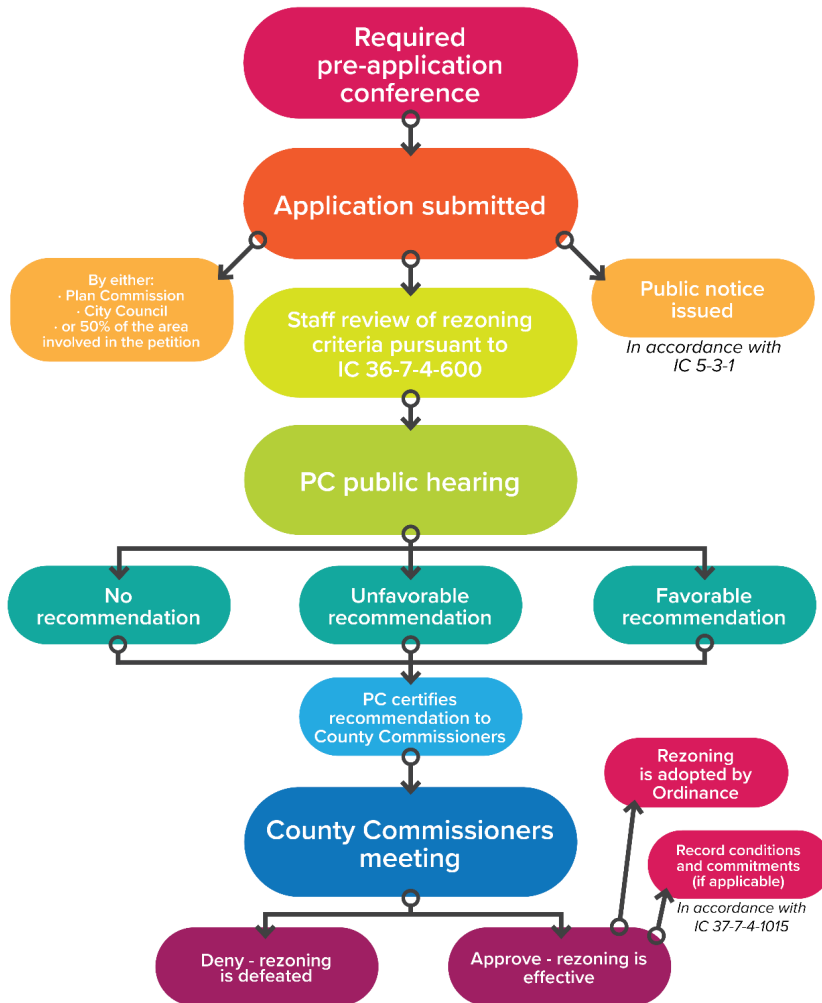 Required
pre-application
conference
Application submitted
By either:
· Plan Commission
· City Council
· or 50% of the area
involved in the petition
Staff review of rezoning
criteria pursuant to
IC 36-7-4-600
Public notice
issued
In accordance with
IC 5-3-1
PC public hearing
No
recommendation
Unfavorable
recommendation
Favorable
recommendation
PC certifies
recommendation to
County Commissioners
Rezoning
is adopted by
Ordinance
County Commissioners
meeting
Record conditions
and commitments
(if applicable)
In accordance with
IC 37-7-4-1015
Deny - rezoning
is defeated
Approve - rezoning is
effective